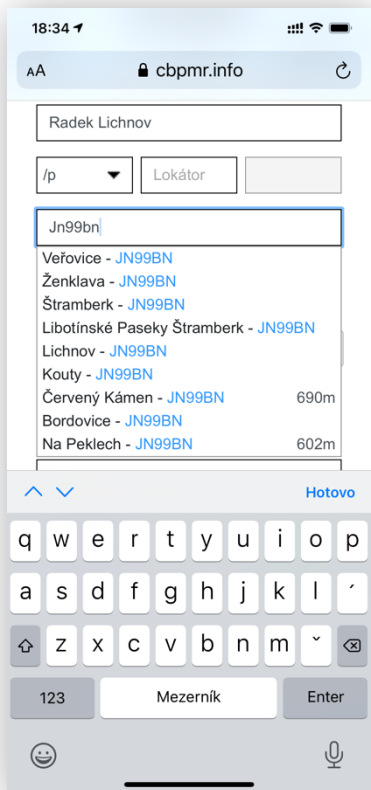 18:34
AA cbpmr.info
Radek Lichnov
/p Lokátor
Jn99bn
Veřovice - JN99BN
Ženklava - JN99BN
Štramberk - JN99BN
Libotínské Paseky Štramberk - JN99BN
Lichnov - JN99BN
Kouty - JN99BN
Červený Kámen - JN99BN 690m
Bordovice - JN99BN
Na Peklech - JN99BN 602m
Hotovo
q w e r t y u i o p
a s d f g h j k l ´
z x c v b n m ˇ
123 Mezerník Enter